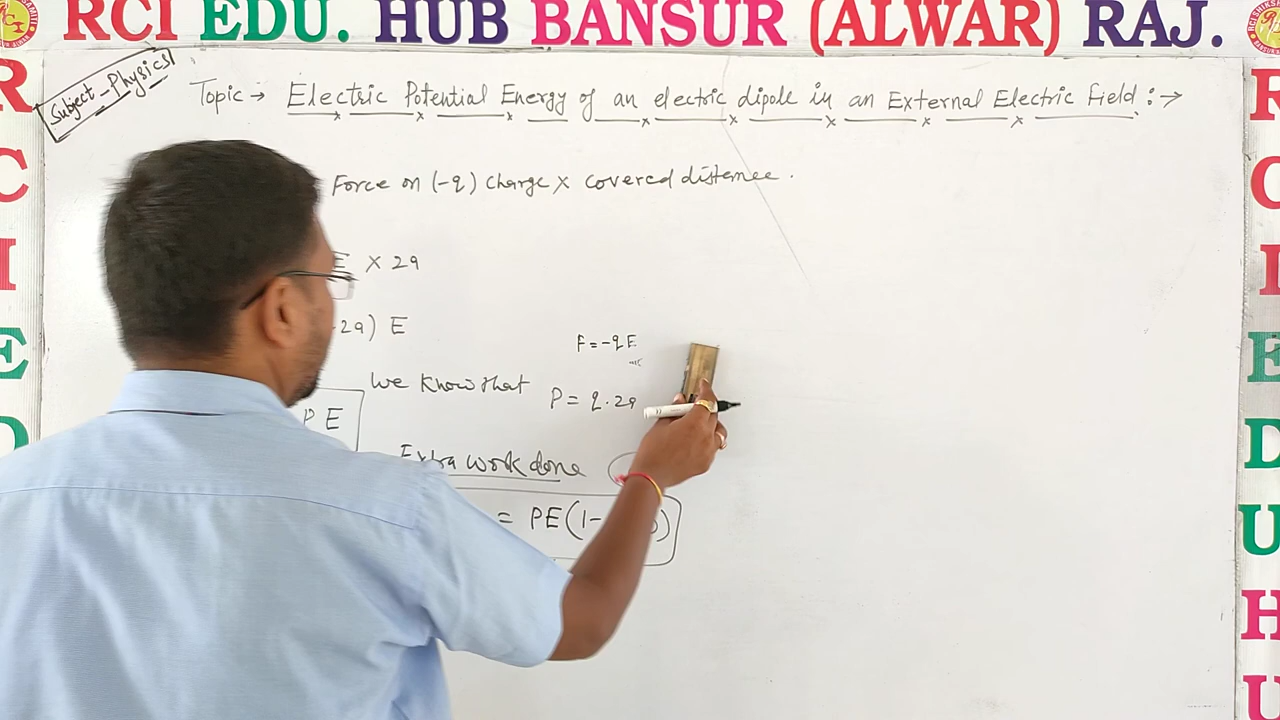 RCI EDU. HUB BANSUR (ALWAR) RAJ.
Subject - Physics
Topic → Electric Potential Energy of an electric dipole in an External Electric Field :→
Force on (-q) charge × covered distance.
E × 2a
2a) E
F = -qE
We know that P = q.2a
PE
Extra work done
= PE(1-
R
C
I
E
D
R
C
I
E
D
U
H
U